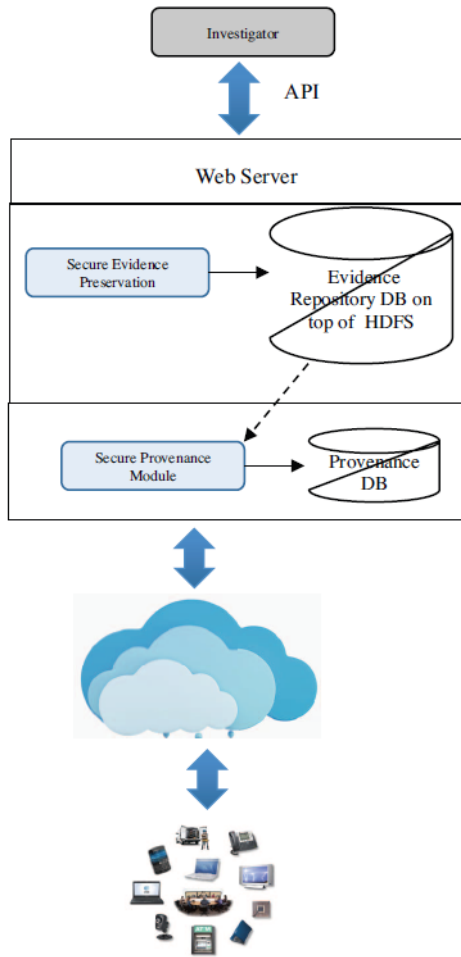 Investigator
API
Web Server
Secure Evidence
Preservation
Evidence
Repository DB on
top of HDFS
Secure Provenance
Module
Provenance
DB
ATM